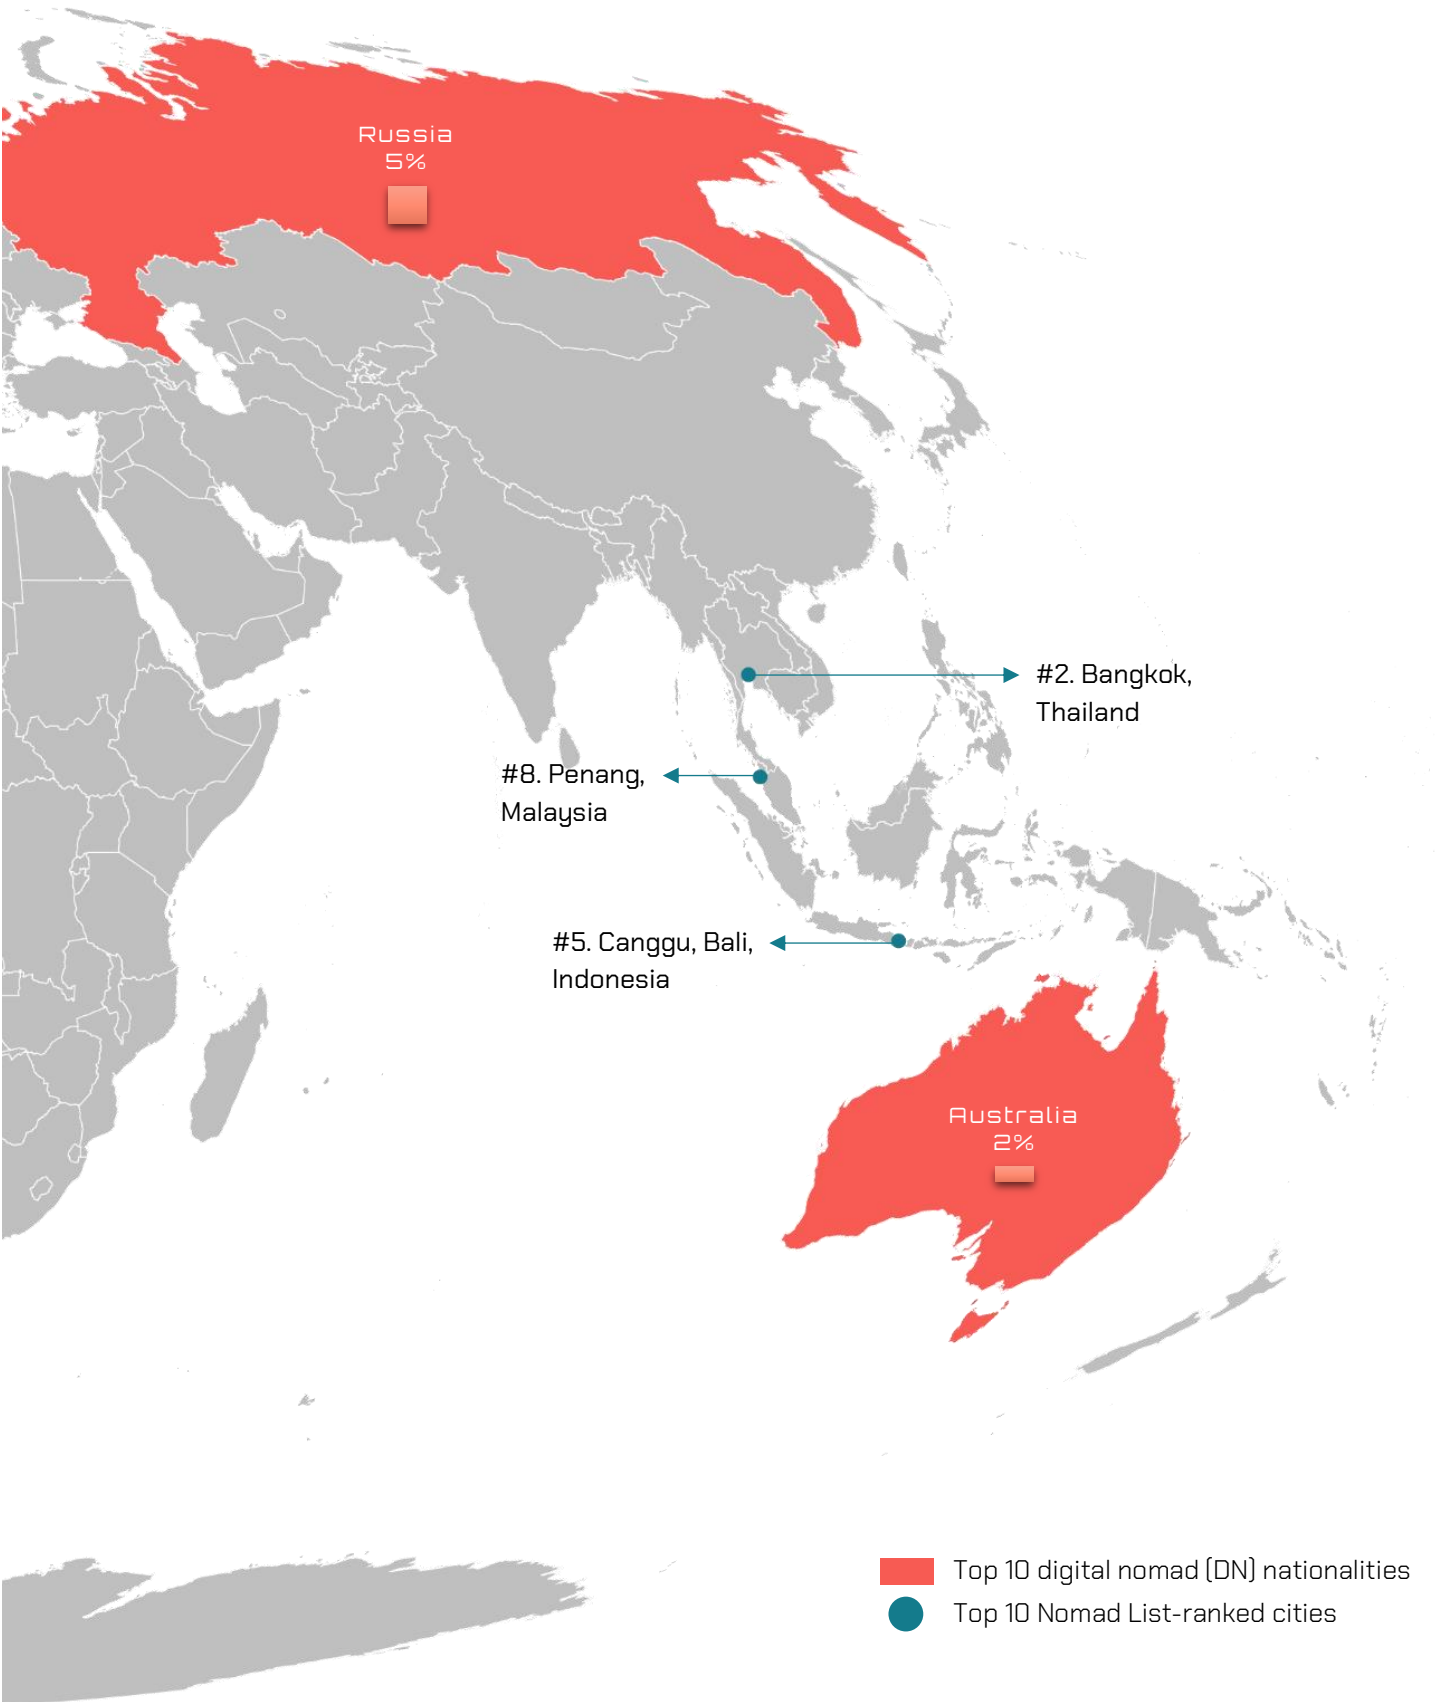 Russia
5%
#2. Bangkok,
Thailand
#8. Penang,
Malaysia
#5. Canggu, Bali,
Indonesia
Australia
2%
Top 10 digital nomad (DN) nationalities
Top 10 Nomad List-ranked cities